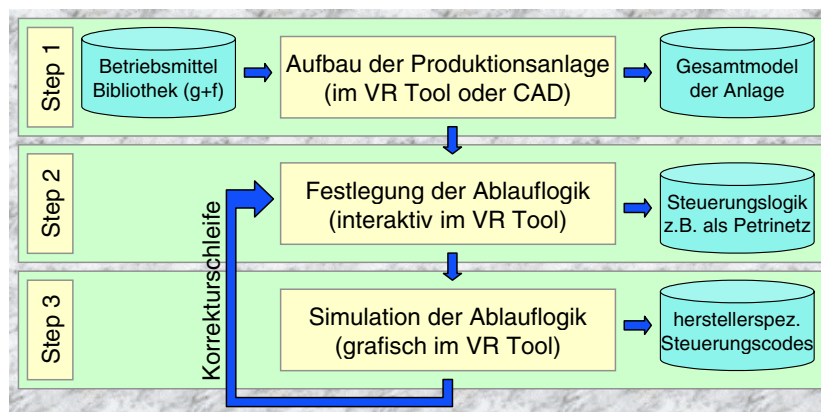 Step 1
Betriebsmittel
Bibliothek (g+f)
Aufbau der Produktionsanlage
(im VR Tool oder CAD)
Gesamtmodel
der Anlage
Step 2
Festlegung der Ablauflogik
(interaktiv im VR Tool)
Steuerungslogik
z.B. als Petrinetz
Korrekturschleife
Step 3
Simulation der Ablauflogik
(grafisch im VR Tool)
herstellerspez.
Steuerungscodes